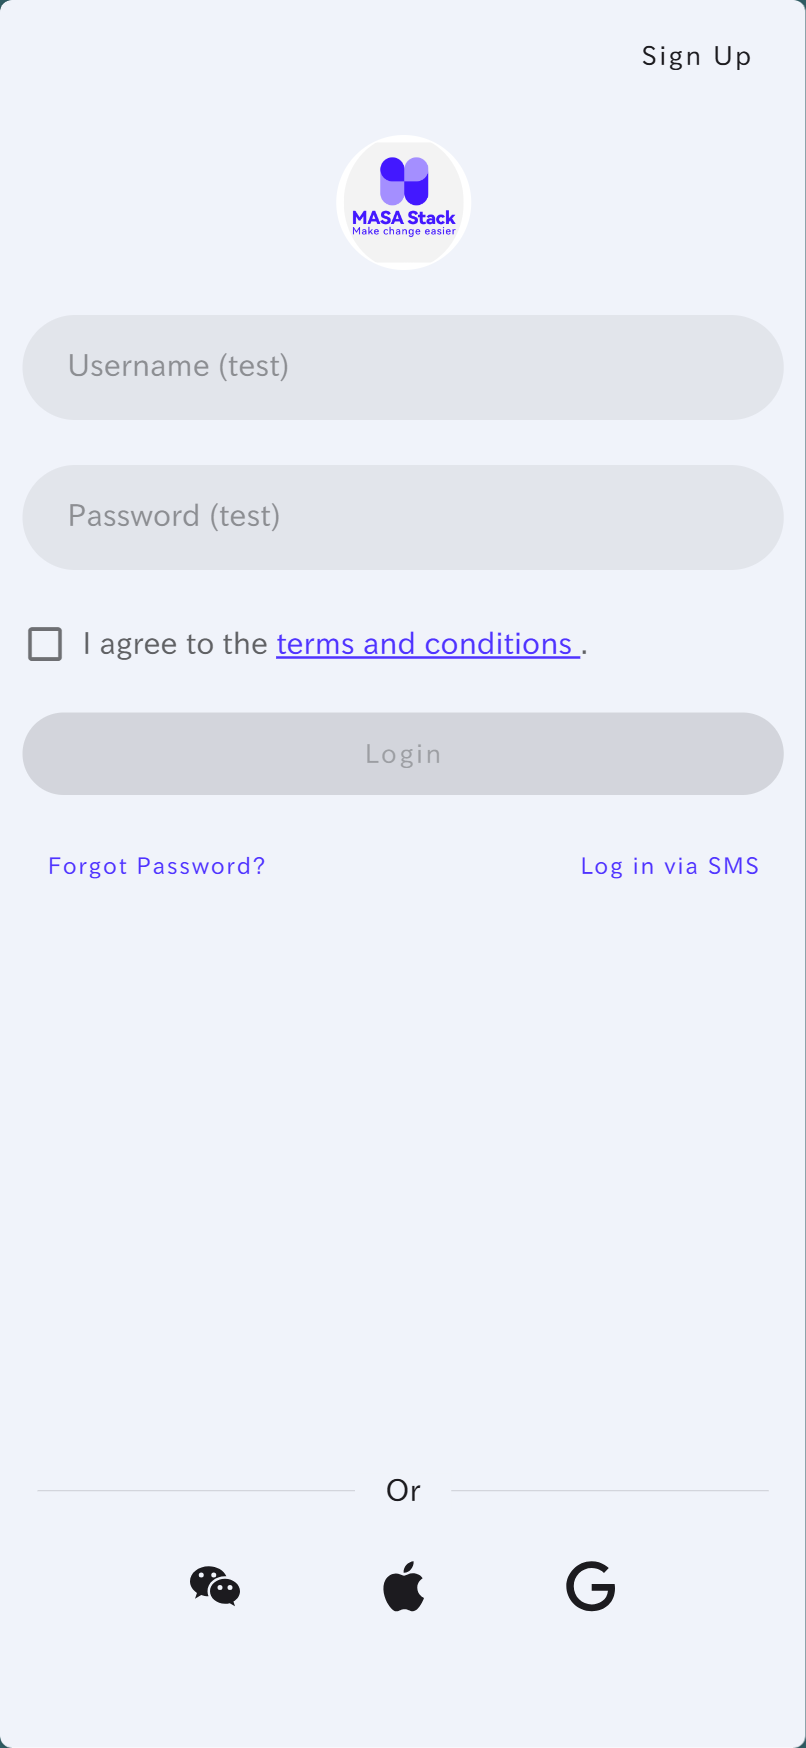 Sign Up
MASA Stack
Make change easier
Username (test)
Password (test)
I agree to the terms and conditions .
Login
Forgot Password?
Log in via SMS
Or